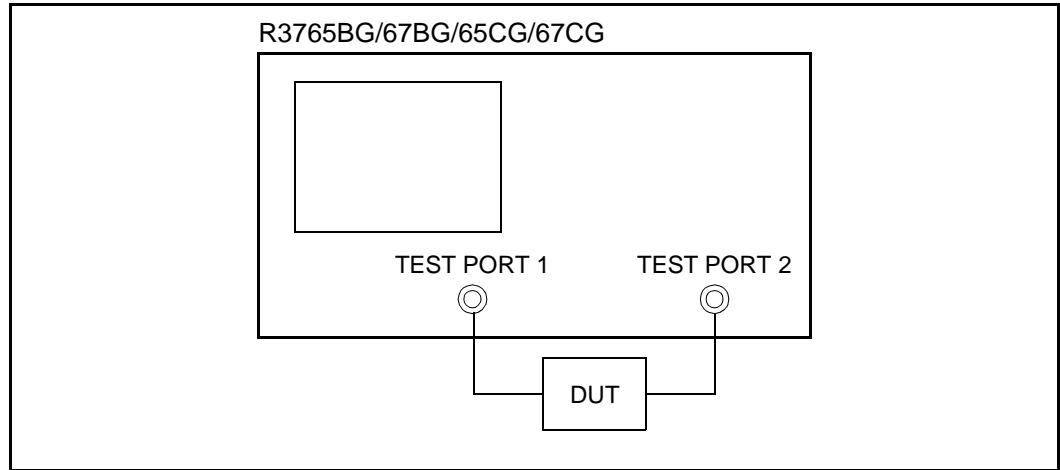 R3765BG/67BG/65CG/67CG
TEST PORT 1
TEST PORT 2
DUT